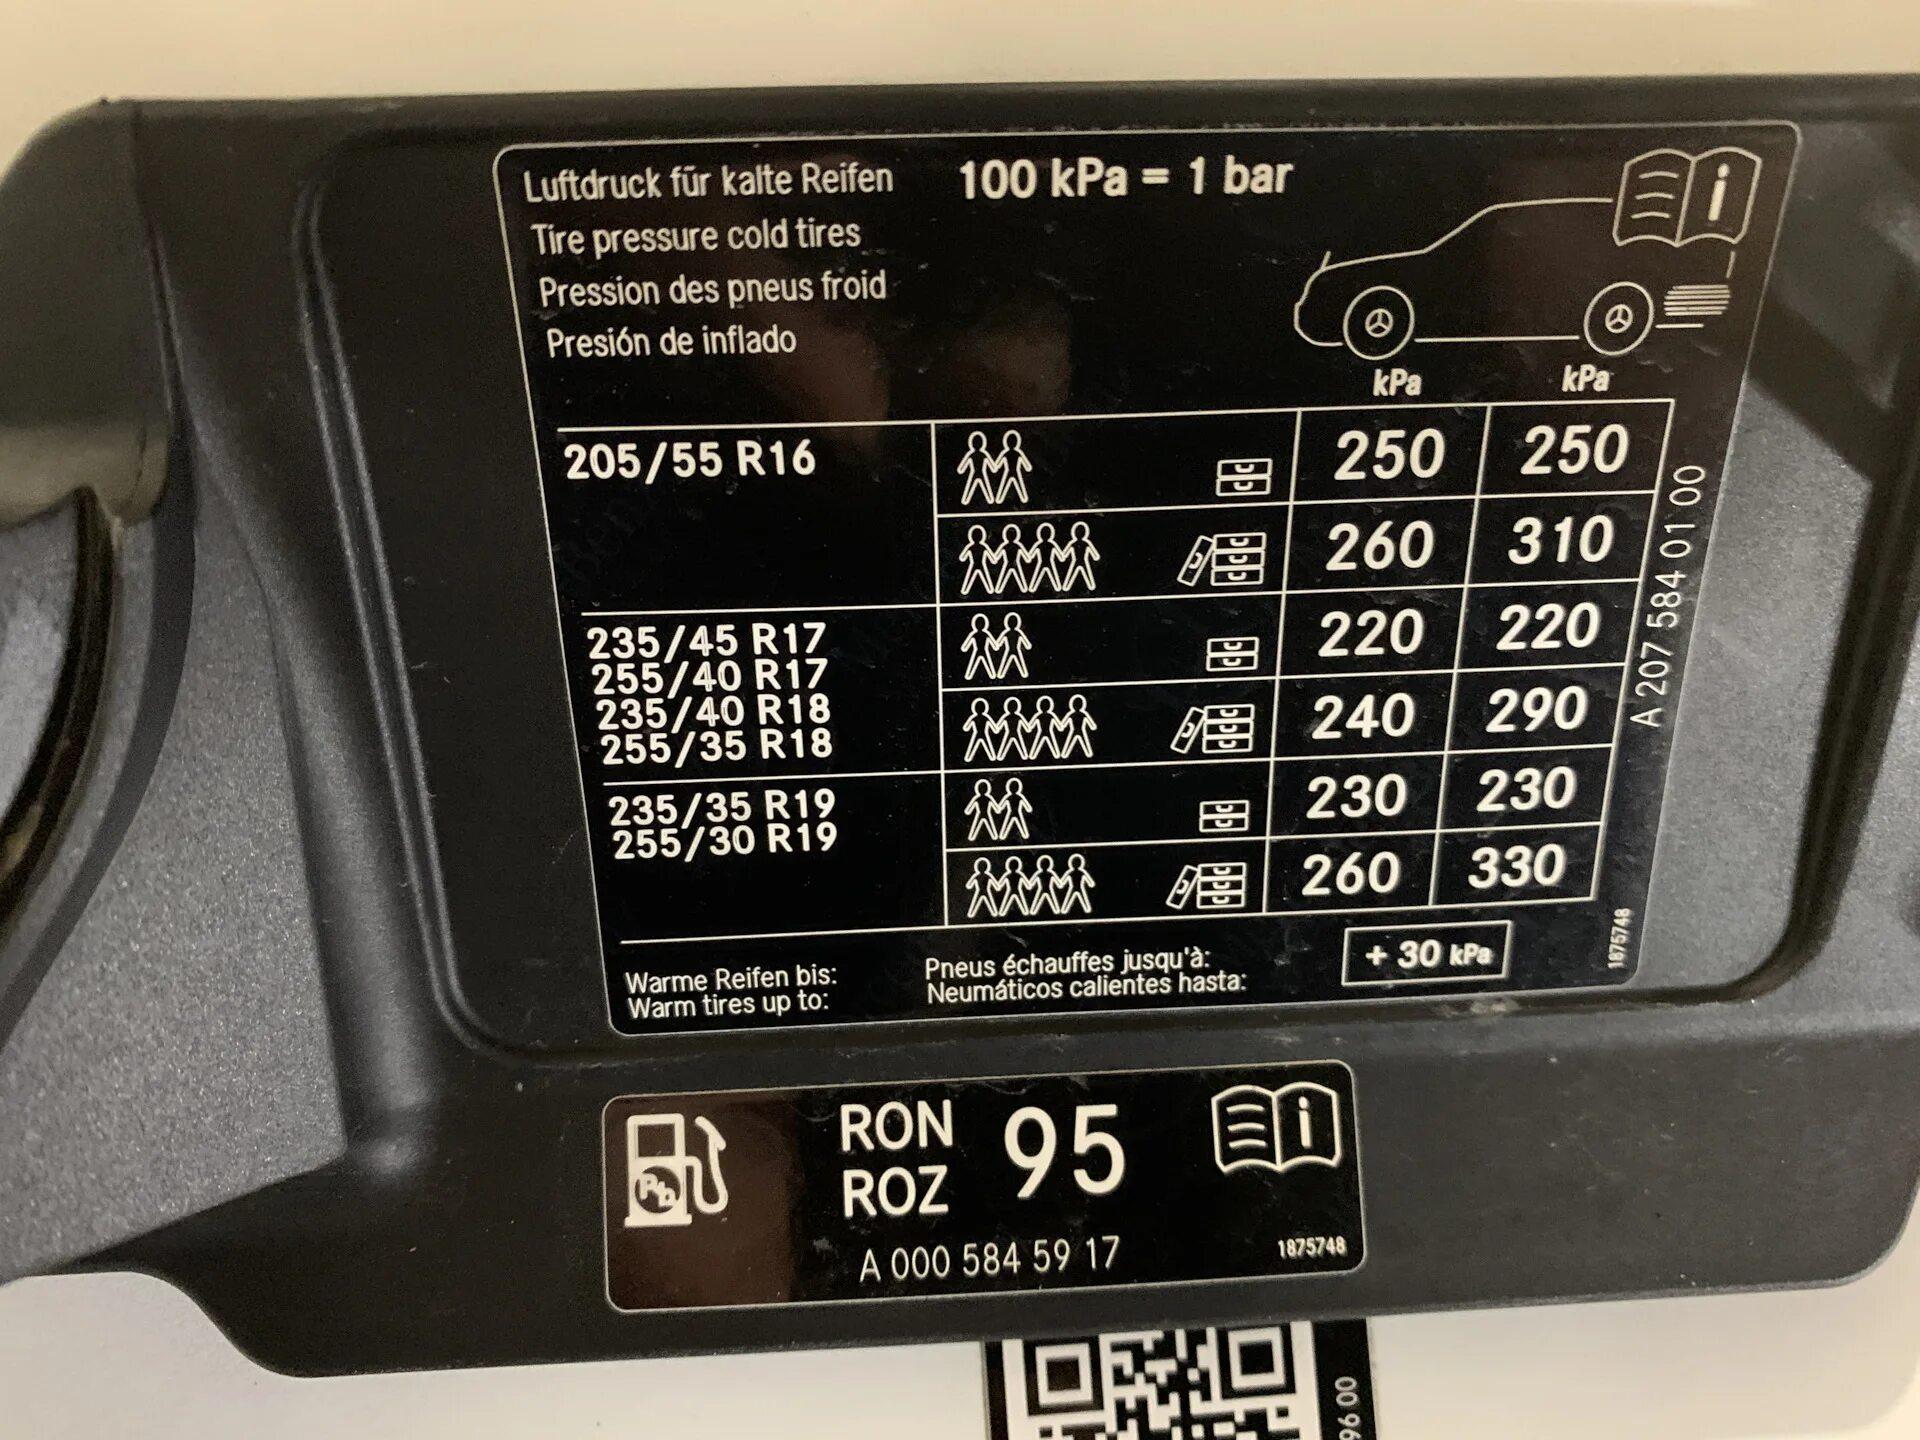 Luftdruck für kalte Reifen 100 kPa = 1 bar
Tire pressure cold tires
Pression des pneus froid
Presión de inflado
i
kPa kPa
205/55 R16 250 250
260 310
235/45 R17 220 220
255/40 R17
235/40 R18 240 290
255/35 R18
235/35 R19 230 230
255/30 R19
260 330
A 207 584 01 00
1875748
Warme Reifen bis: Pneus échauffes jusqu'à: + 30 kPa
Warm tires up to: Neumáticos calientes hasta:
Pb
RON 95 i
ROZ
A 000 584 59 17 1875748
96 00